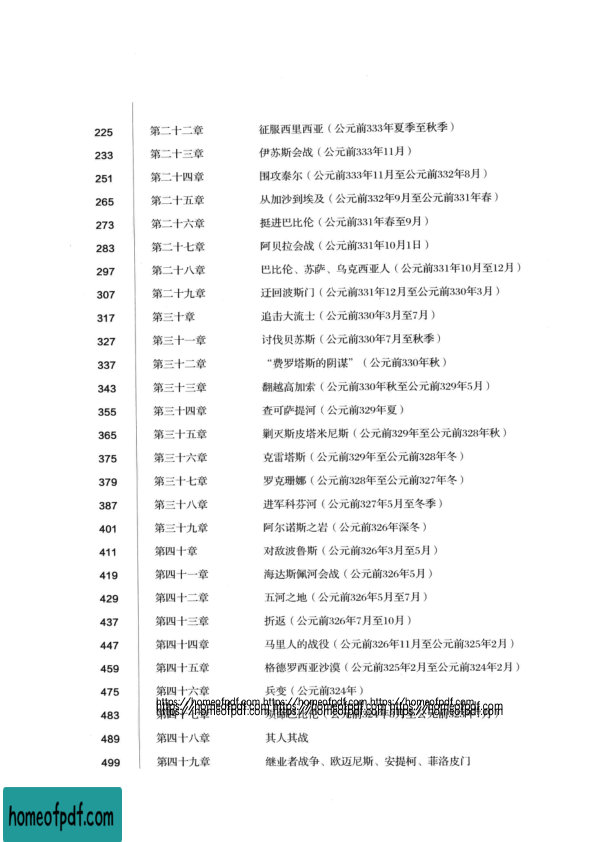 225 第二十二章 征服西里西亚（公元前333年夏季至秋季）
233 第二十三章 伊苏斯会战（公元前333年11月）
251 第二十四章 围攻泰尔（公元前333年11月至公元前332年8月）
265 第二十五章 从加沙到埃及（公元前332年9月至公元前331年春）
273 第二十六章 挺进巴比伦（公元前331年春至9月）
283 第二十七章 阿贝拉会战（公元前331年10月1日）
297 第二十八章 巴比伦、苏萨、乌克西亚人（公元前331年10月至12月）
307 第二十九章 迂回波斯门（公元前331年12月至公元前330年3月）
317 第三十章 追击大流士（公元前330年3月至7月）
327 第三十一章 讨伐贝苏斯（公元前330年7月至秋季）
337 第三十二章 “费罗塔斯的阴谋”（公元前330年秋）
343 第三十三章 翻越高加索（公元前330年秋至公元前329年5月）
355 第三十四章 查可萨提河（公元前329年夏）
365 第三十五章 剿灭斯皮塔米尼斯（公元前329年至公元前328年秋）
375 第三十六章 克雷塔斯（公元前329年至公元前328年冬）
379 第三十七章 罗克珊娜（公元前328年至公元前327年冬）
387 第三十八章 进军科芬河（公元前327年5月至冬季）
401 第三十九章 阿尔诺斯之岩（公元前326年深冬）
411 第四十章 对敌波鲁斯（公元前326年3月至5月）
419 第四十一章 海达斯佩河会战（公元前326年5月）
429 第四十二章 五河之地（公元前326年5月至7月）
437 第四十三章 折返（公元前326年7月至10月）
447 第四十四章 马里人的战役（公元前326年11月至公元前325年2月）
459 第四十五章 格德罗西亚沙漠（公元前325年2月至公元前324年2月）
475 第四十六章 兵变（公元前324年）
https://homeofpdf.com https://homeofpdf.com https://homeofpdf.com
https://homeofpdf.com https://homeofpdf.com https://homeofpdf.com
483 第四十七章
489 第四十八章 其人其战
499 第四十九章 继业者战争、欧迈尼斯、安提柯、菲洛皮门
homeofpdf.com